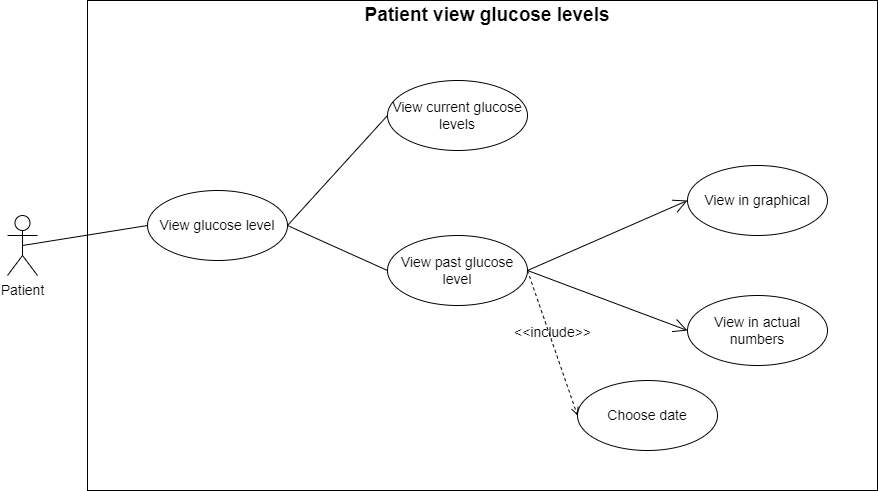 Patient view glucose levels
View current glucose
levels
View glucose level
View in graphical
View past glucose
level
Patient
View in actual
numbers
<<include>>
Choose date